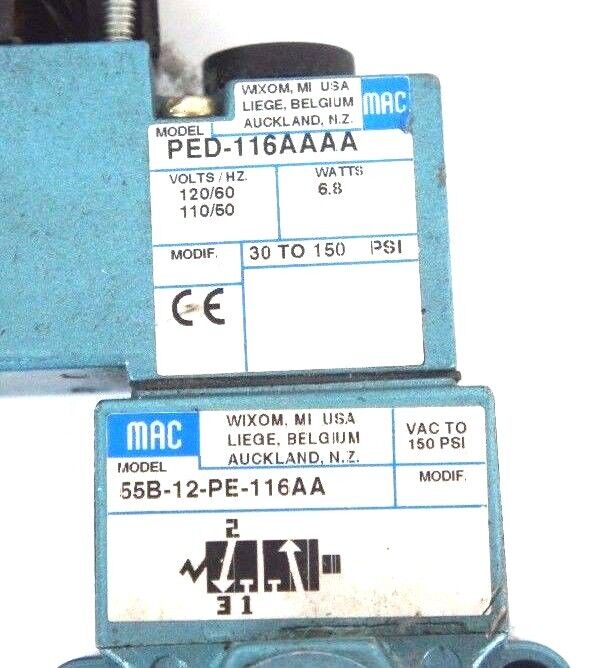 WIXOM, MI USA
LIEGE, BELGIUM
AUCKLAND, N.Z.
MAC
MODEL
PED-116AAAA
VOLTS/HZ.
120/60
110/50
WATTS
6.8
MODIF.
30 TO 150 PSI
CE
MAC
WIXOM, MI USA
LIEGE, BELGIUM
AUCKLAND, N.Z.
VAC TO
150 PSI
MODEL
55B-12-PE-116AA
MODIF.
2
3 1